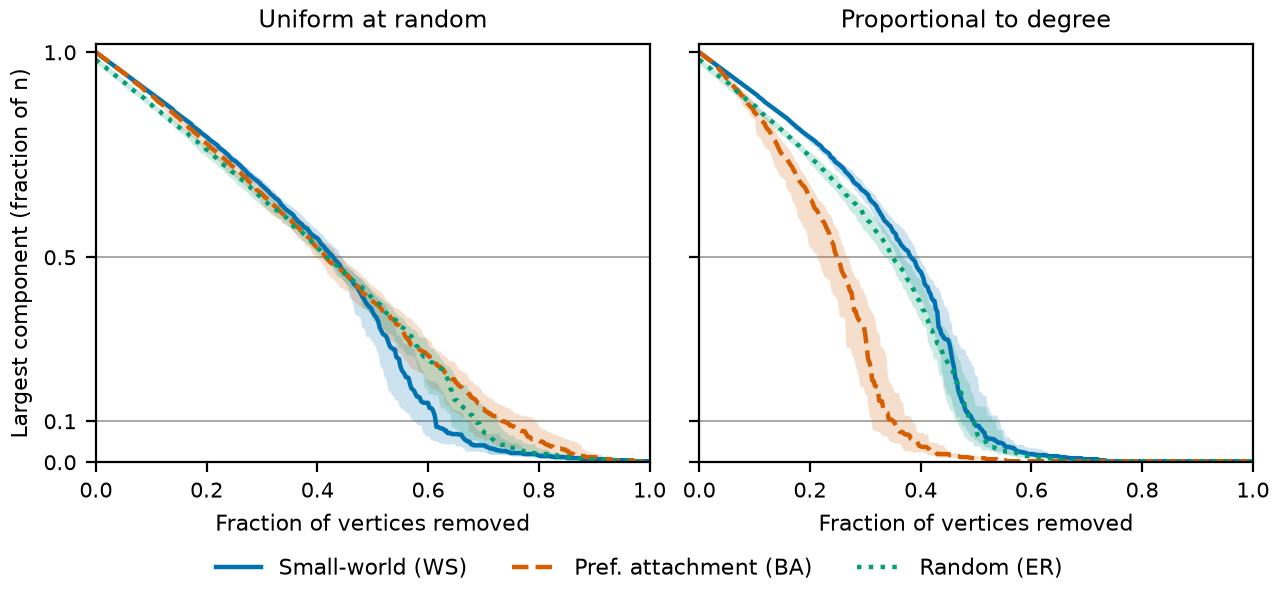 Uniform at random
Proportional to degree
Largest component (fraction of n)
1.0
0.5
0.1
0.0
0.0 0.2 0.4 0.6 0.8 1.0
0.0 0.2 0.4 0.6 0.8 1.0
Fraction of vertices removed
Fraction of vertices removed
Small-world (WS) Pref. attachment (BA) Random (ER)